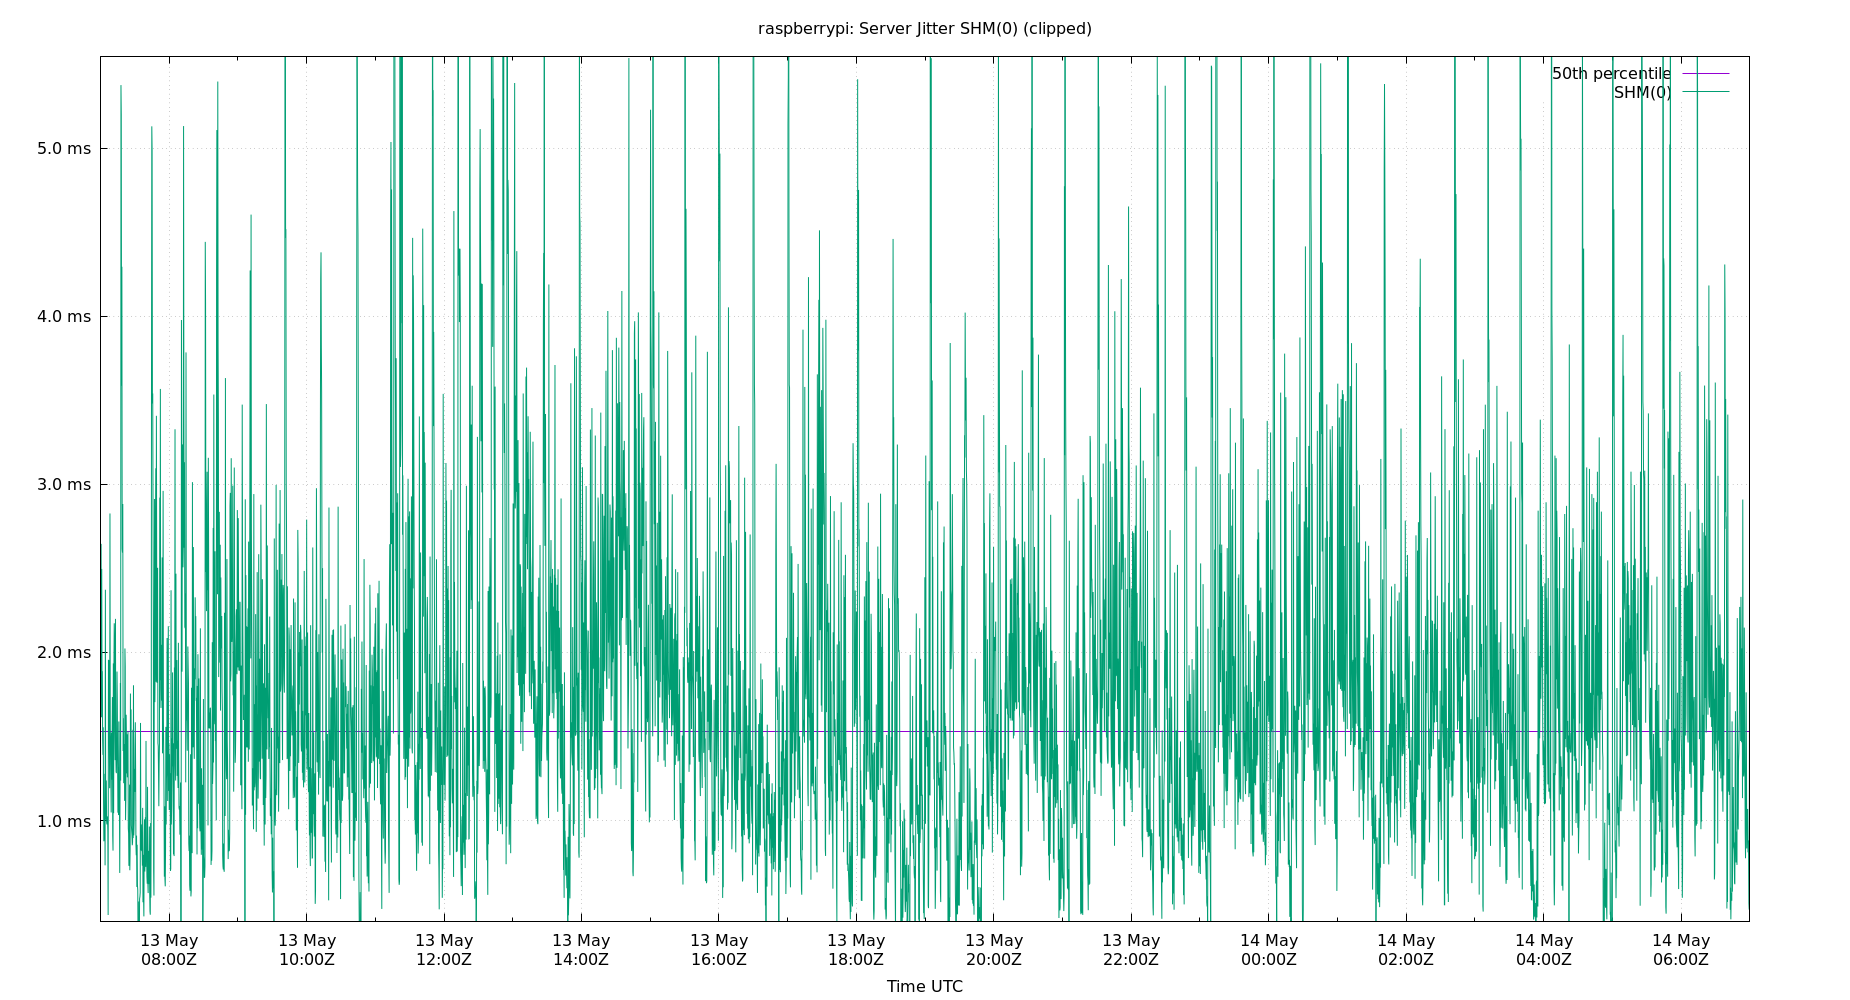 raspberrypi: Server Jitter SHM(0) (clipped)
50th percentile
SHM(0)
5.0 ms
4.0 ms
3.0 ms
2.0 ms
1.0 ms
13 May 13 May 13 May 13 May 13 May 13 May 13 May 13 May 14 May 14 May 14 May 14 May
08:00Z 10:00Z 12:00Z 14:00Z 16:00Z 18:00Z 20:00Z 22:00Z 00:00Z 02:00Z 04:00Z 06:00Z
Time UTC